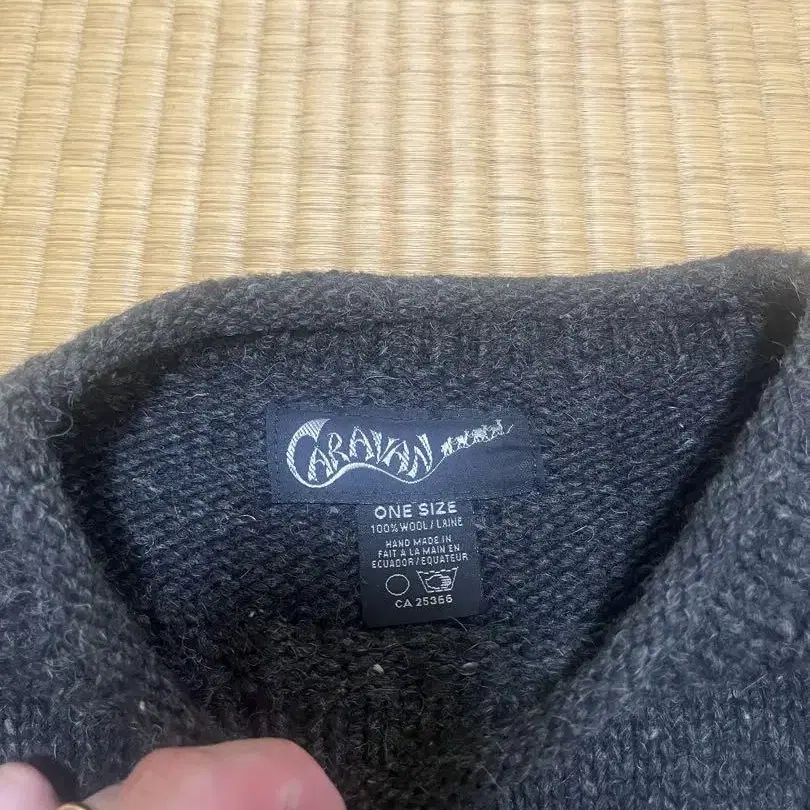 CARAVAN
ONE SIZE
100% WOOL / LAINE
HAND MADE IN
FAIT À LA MAIN EN
ECUADOR / EQUATEUR
CA 25366